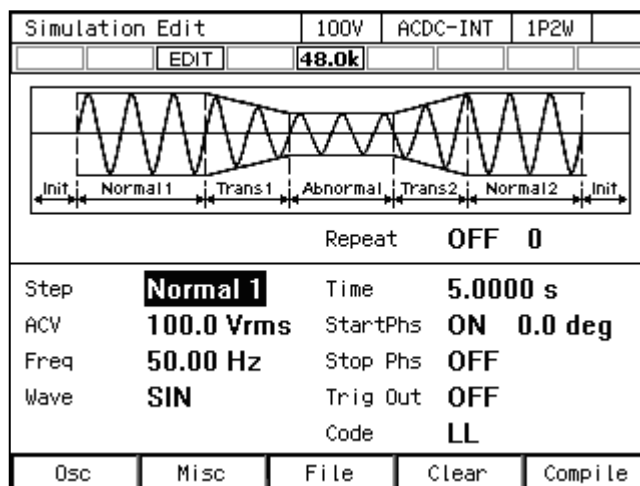 Simulation Edit 100V ACDC-INT 1P2W
EDIT 48.0k
Init Normal1 Trans1 Abnormal Trans2 Normal2 Init
Repeat OFF 0
Step Normal 1 Time 5.0000 s
ACV 100.0 Vrms StartPhs ON 0.0 deg
Freq 50.00 Hz Stop Phs OFF
Wave SIN Trig Out OFF
Code LL
Osc Misc File Clear Compile